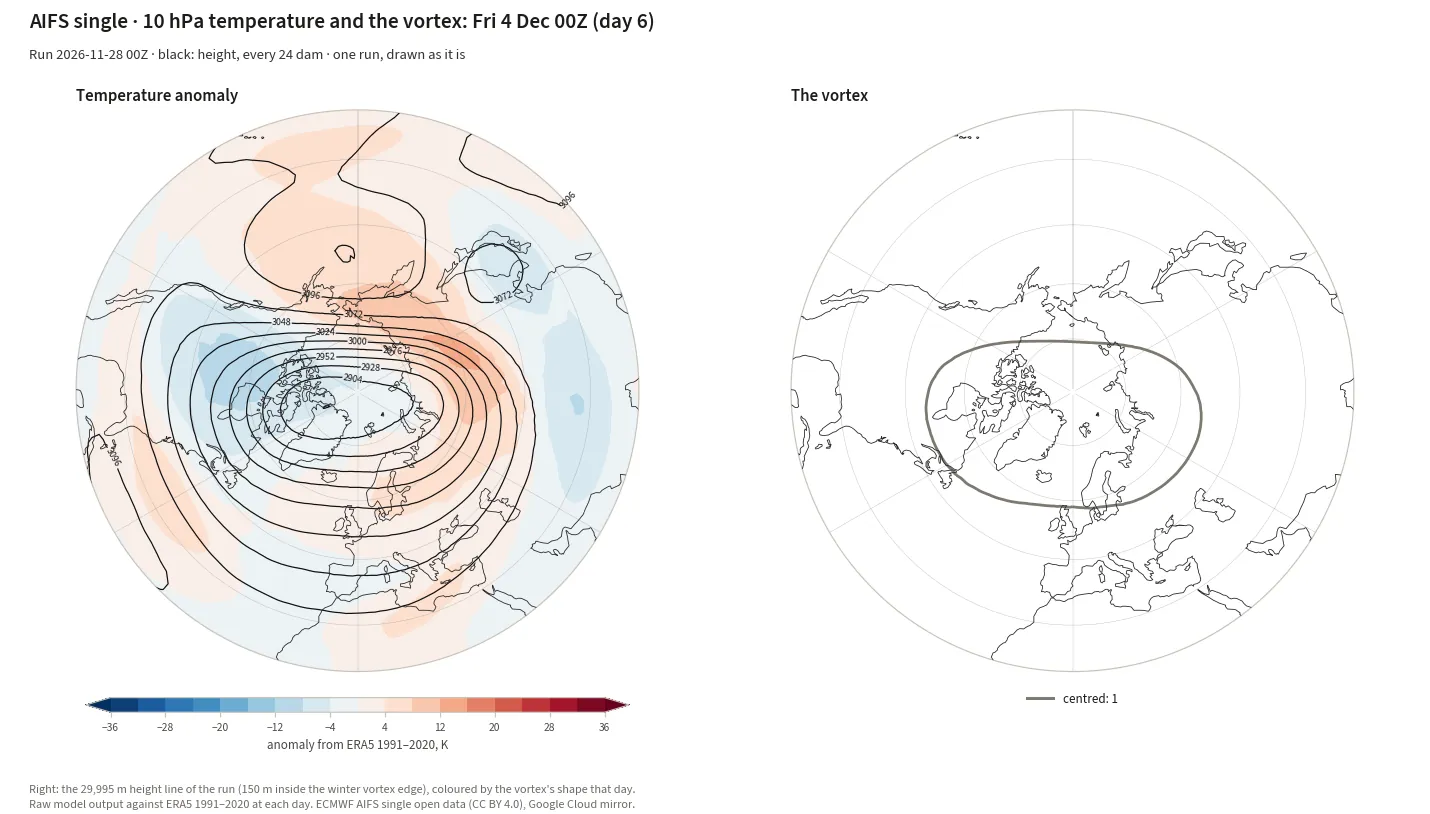 AIFS single · 10 hPa temperature and the vortex: Fri 4 Dec 00Z (day 6)
Run 2026-11-28 00Z · black: height, every 24 dam · one run, drawn as it is
Temperature anomaly
The vortex
3096
3072
3096
3072
3048
3024
3000
2976
2952
2928
2904
3096
centred: 1
−36 −28 −20 −12 −4 4 12 20 28 36
anomaly from ERA5 1991–2020, K
Right: the 29,995 m height line of the run (150 m inside the winter vortex edge), coloured by the vortex's shape that day.
Raw model output against ERA5 1991–2020 at each day. ECMWF AIFS single open data (CC BY 4.0), Google Cloud mirror.